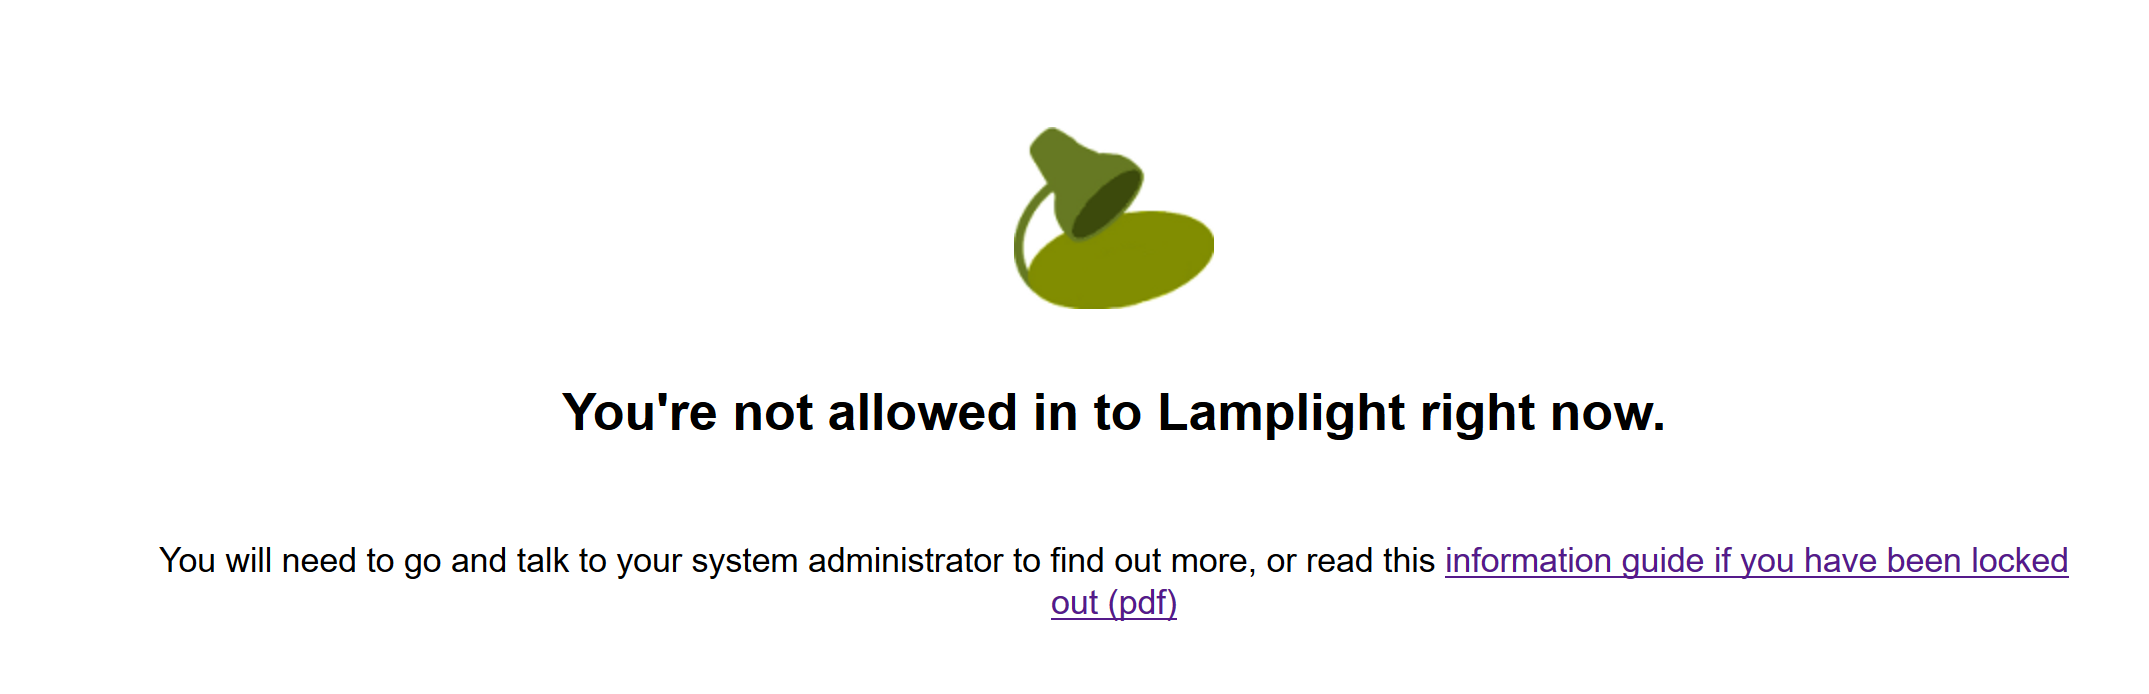 You're not allowed in to Lamplight right now.
You will need to go and talk to your system administrator to find out more, or read this information guide if you have been locked
out (pdf)